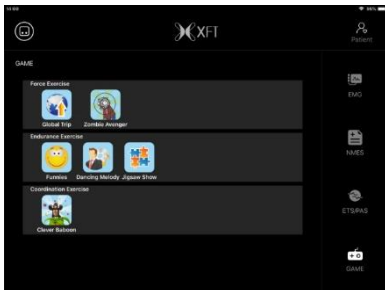 XFT
Patient
GAME
Force Exercise
Global Trip Zombie Avenger
Endurance Exercise
Funnies Dancing Melody Jigsaw Show
Coordination Exercise
Clever Baboon
EMG
NMES
ETS/PAS
GAME